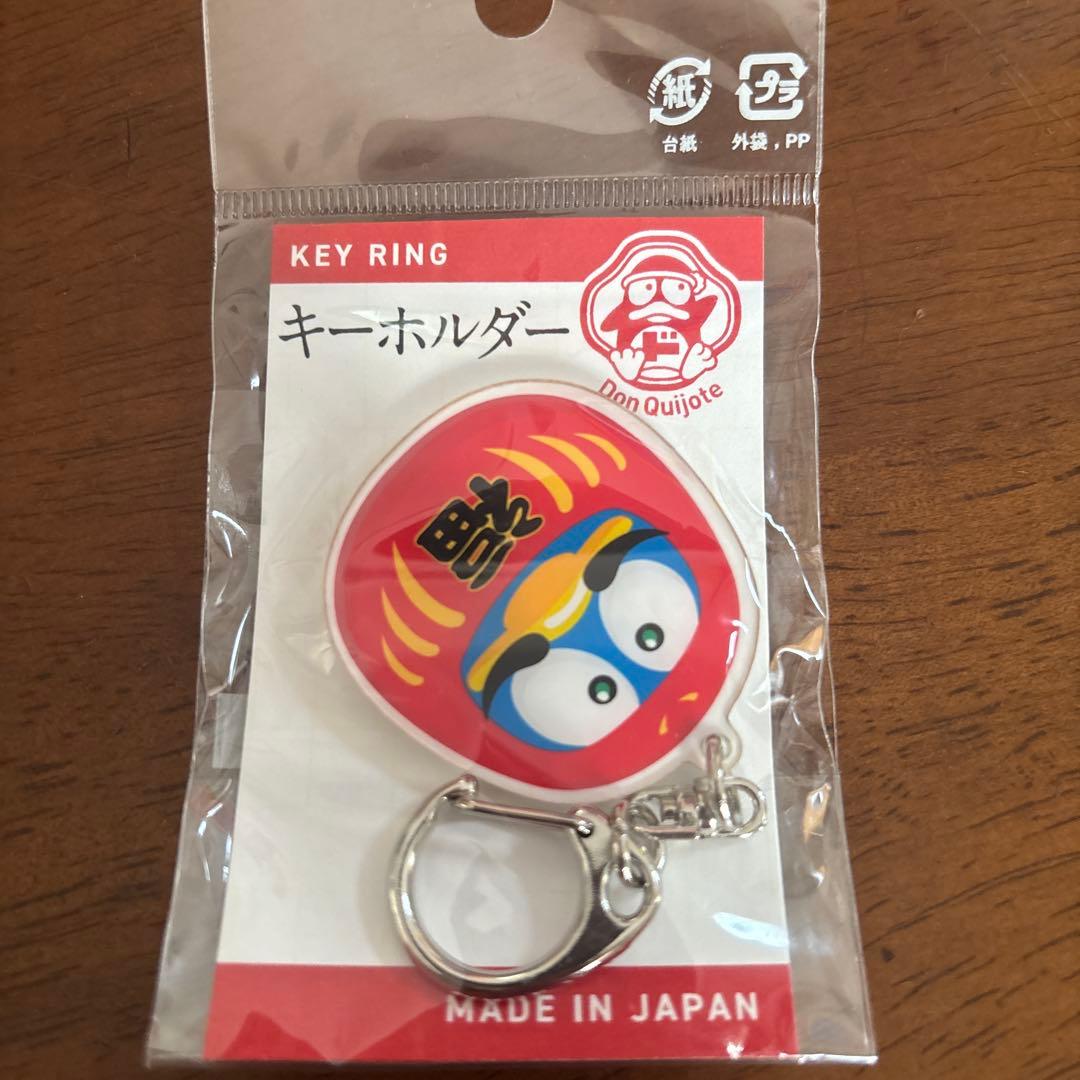 紙
プラ
台紙
外袋,PP
KEY RING
キーホルダー
ド
Don Quijote
福
MADE IN JAPAN